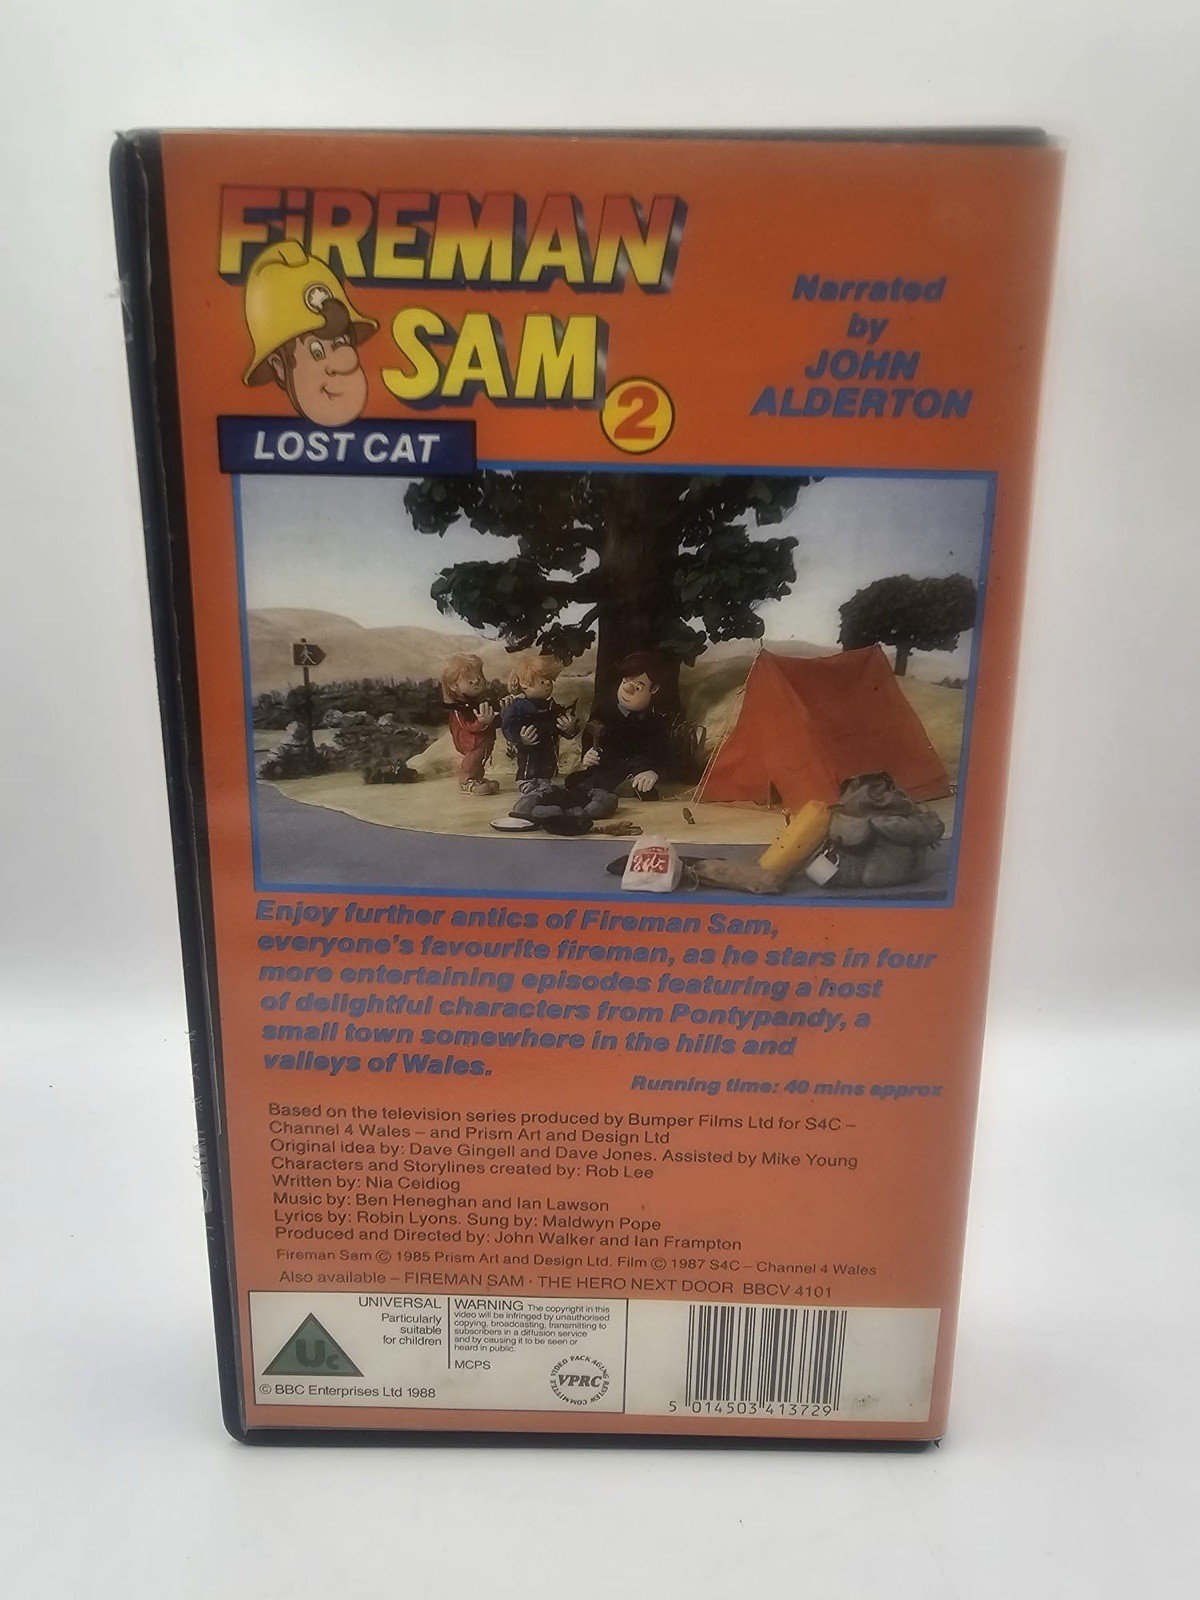 FiREMAN
SAM
2
LOST CAT
Narrated
by
JOHN
ALDERTON
Enjoy further antics of Fireman Sam,
everyone's favourite fireman, as he stars in four
more entertaining episodes featuring a host
of delightful characters from Pontypandy, a
small town somewhere in the hills and
valleys of Wales.
Running time: 40 mins approx
Based on the television series produced by Bumper Films Ltd for S4C –
Channel 4 Wales – and Prism Art and Design Ltd
Original idea by: Dave Gingell and Dave Jones. Assisted by Mike Young
Characters and Storylines created by: Rob Lee
Written by: Nia Ceidiog
Music by: Ben Heneghan and Ian Lawson
Lyrics by: Robin Lyons. Sung by: Maldwyn Pope
Produced and Directed by: John Walker and Ian Frampton
Fireman Sam © 1985 Prism Art and Design Ltd. Film © 1987 S4C – Channel 4 Wales
Also available – FIREMAN SAM · THE HERO NEXT DOOR BBCV 4101
UNIVERSAL
Particularly
suitable
for children
Uc
© BBC Enterprises Ltd 1988
WARNING The copyright in this
video will be infringed by unauthorised
copying, broadcasting, transmitting to
subscribers in a diffusion service
and by causing it to be seen or
heard in public.
MCPS
VIDEO PACKAGING REVIEW COMMITTEE
VPRC
5 014503 413729